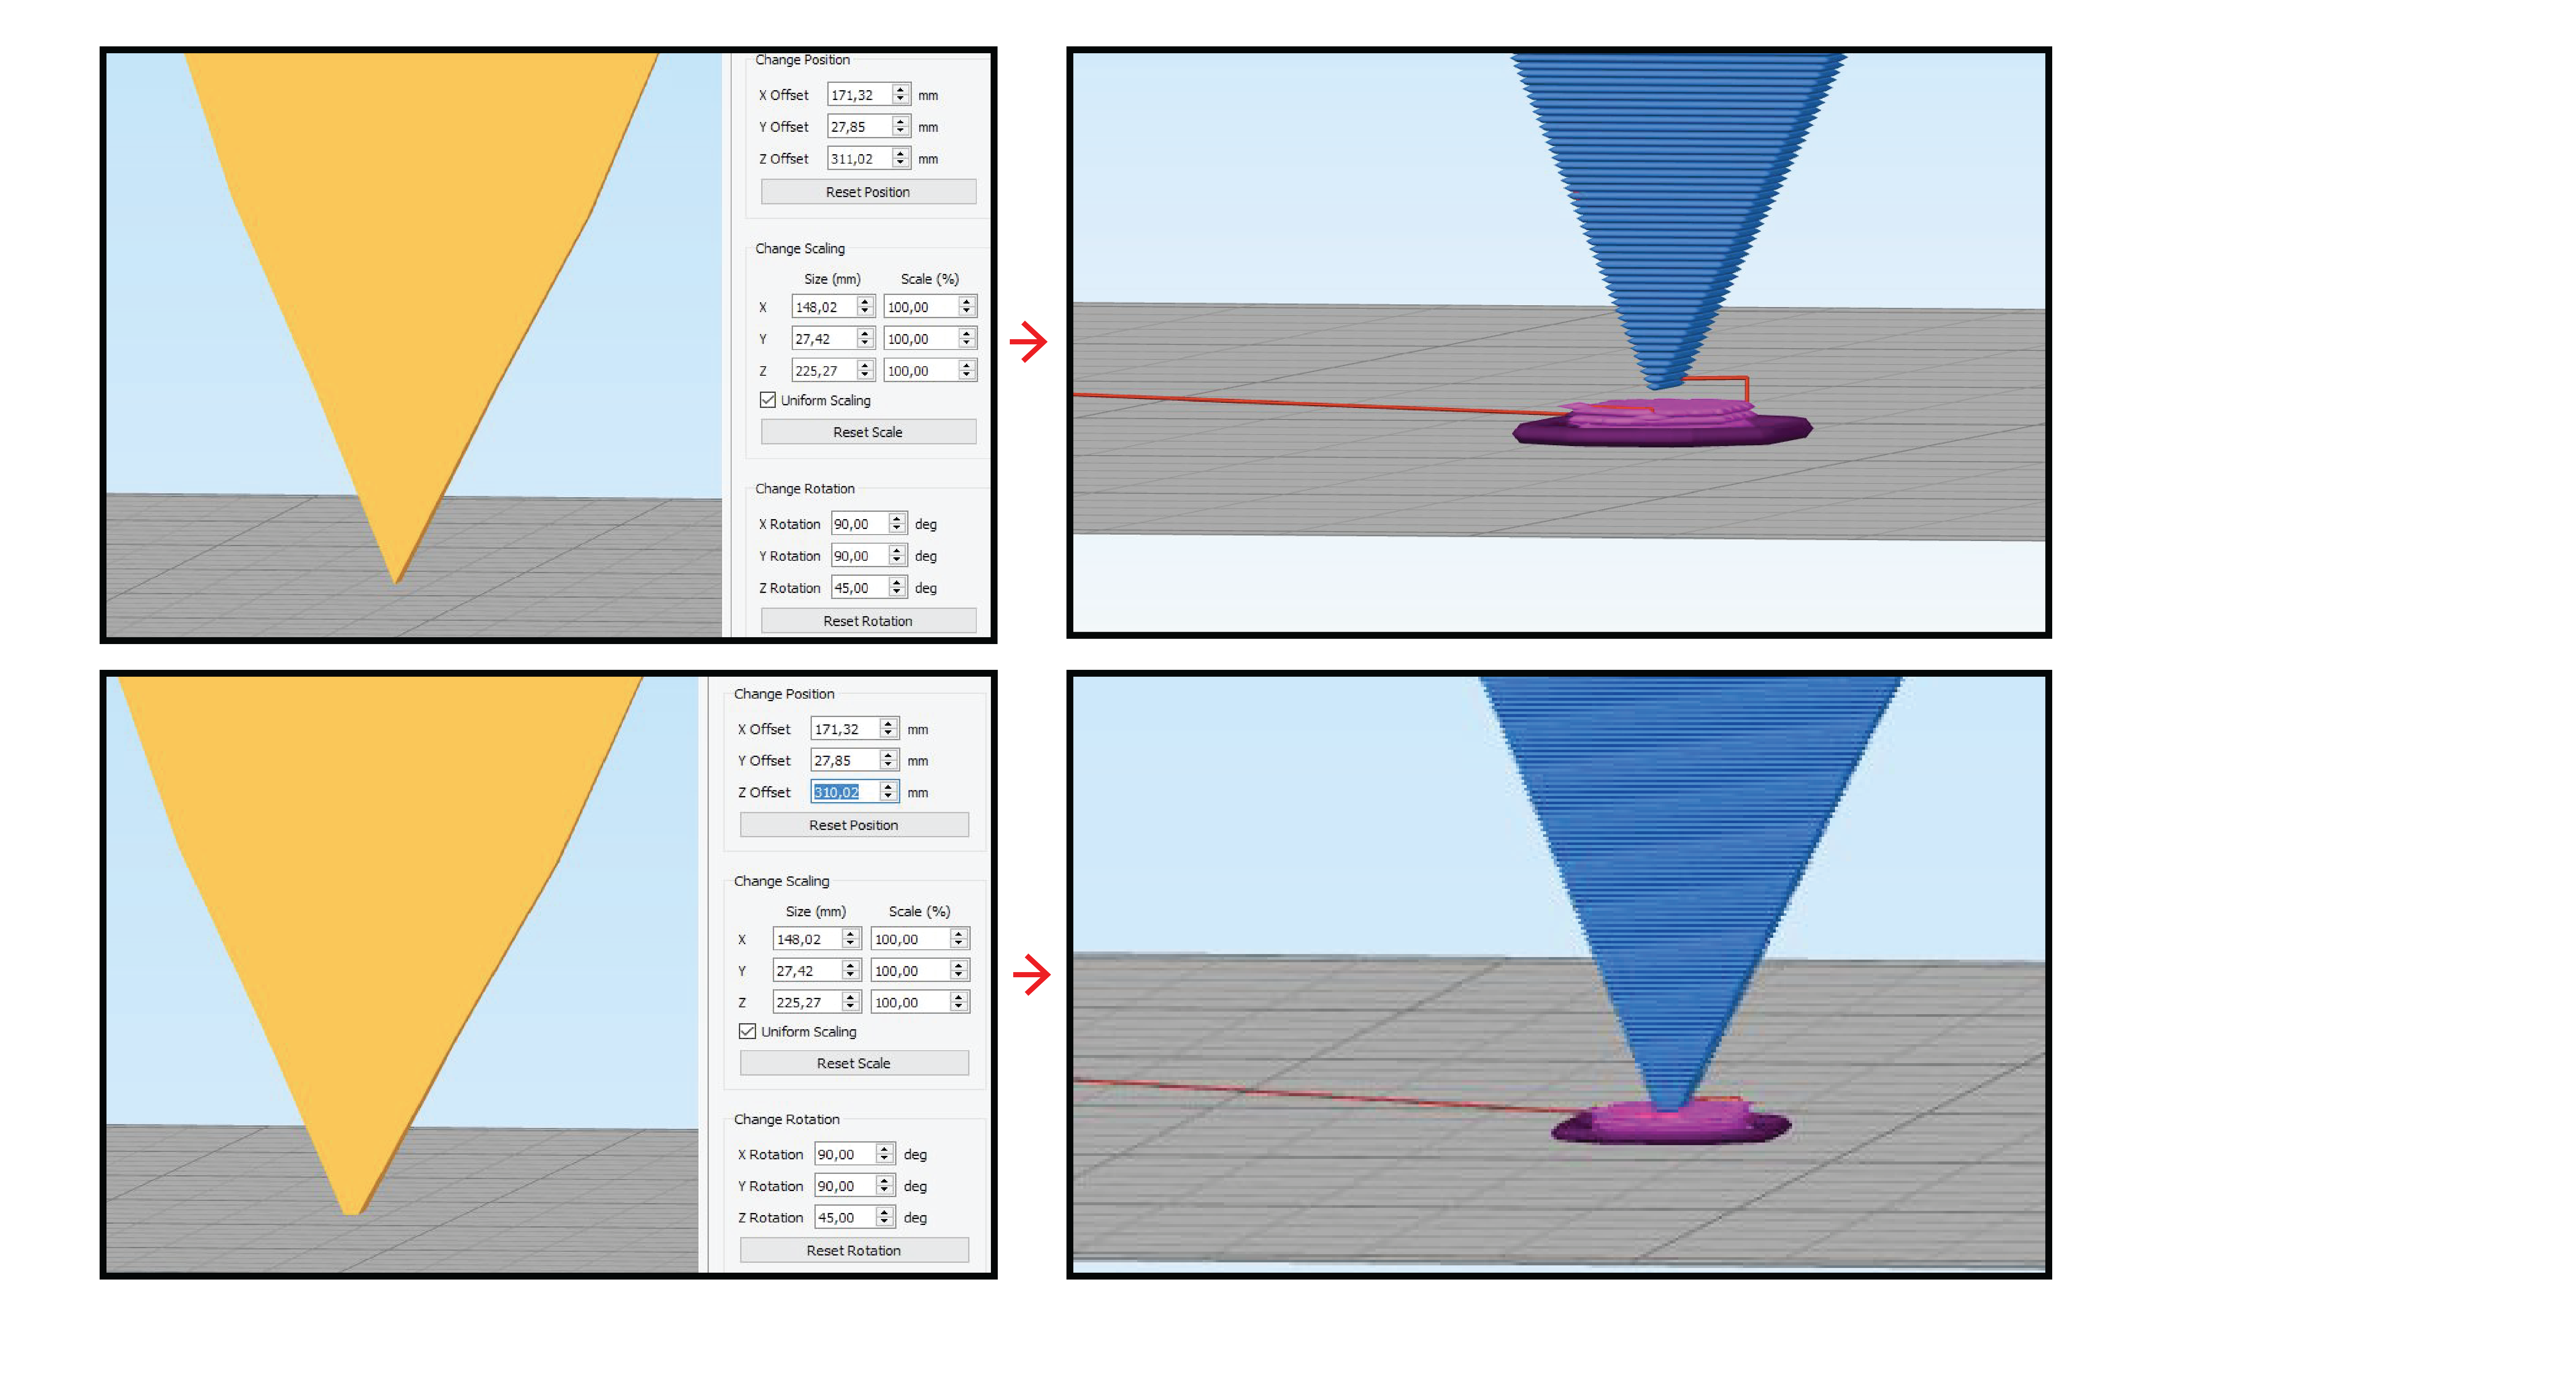 Change Position
X Offset 171,32 mm
Y Offset 27,85 mm
Z Offset 311,02 mm
Reset Position
Change Scaling
Size (mm) Scale (%)
X 148,02 100,00
Y 27,42 100,00
Z 225,27 100,00
Uniform Scaling
Reset Scale
Change Rotation
X Rotation 90,00 deg
Y Rotation 90,00 deg
Z Rotation 45,00 deg
Reset Rotation
Change Position
X Offset 171,32 mm
Y Offset 27,85 mm
Z Offset 310,02 mm
Reset Position
Change Scaling
Size (mm) Scale (%)
X 148,02 100,00
Y 27,42 100,00
Z 225,27 100,00
Uniform Scaling
Reset Scale
Change Rotation
X Rotation 90,00 deg
Y Rotation 90,00 deg
Z Rotation 45,00 deg
Reset Rotation